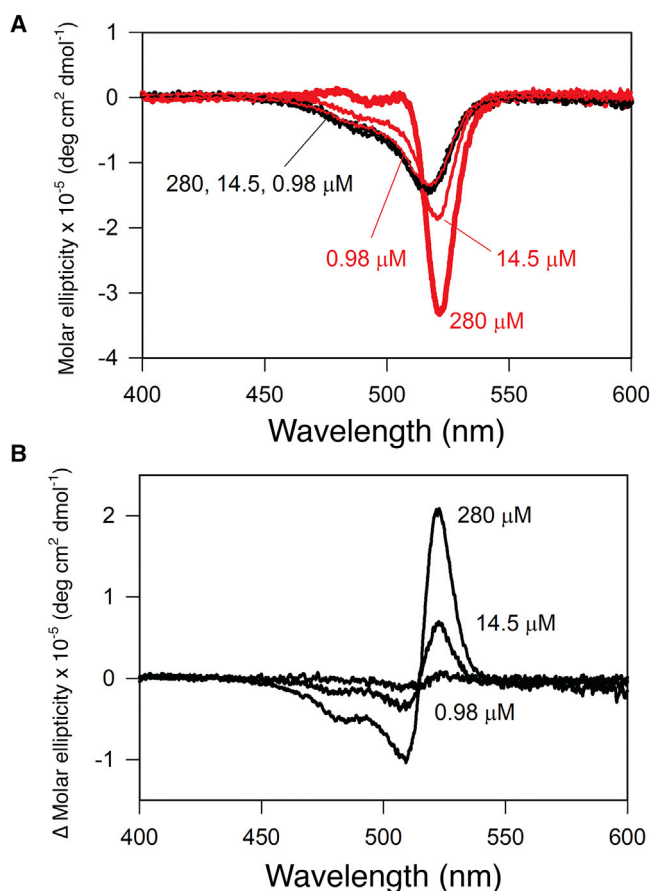 A
Molar ellipticity x 10⁻⁵ (deg cm² dmol⁻¹)
1
0
-1
-2
-3
-4
280, 14.5, 0.98 µM
0.98 µM
14.5 µM
280 µM
400
450
500
550
600
Wavelength (nm)
B
Δ Molar ellipticity x 10⁻⁵ (deg cm² dmol⁻¹)
2
1
0
-1
280 µM
14.5 µM
0.98 µM
400
450
500
550
600
Wavelength (nm)